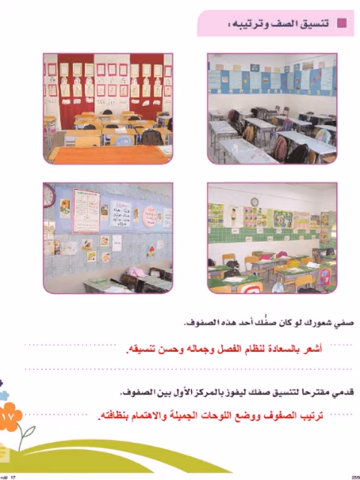 تنسيق الصف وترتيبه :
صفي شعورك لو كان صفُّك أحد هذه الصفوف.
أشعر بالسعادة لنظام الفصل وجماله وحسن تنسيقه.
قدمي مقترحا لتنسيق صفك ليفوز بالمركز الأول بين الصفوف.
ترتيب الصفوف ووضع اللوحات الجميلة والاهتمام بنظافته.
١٧